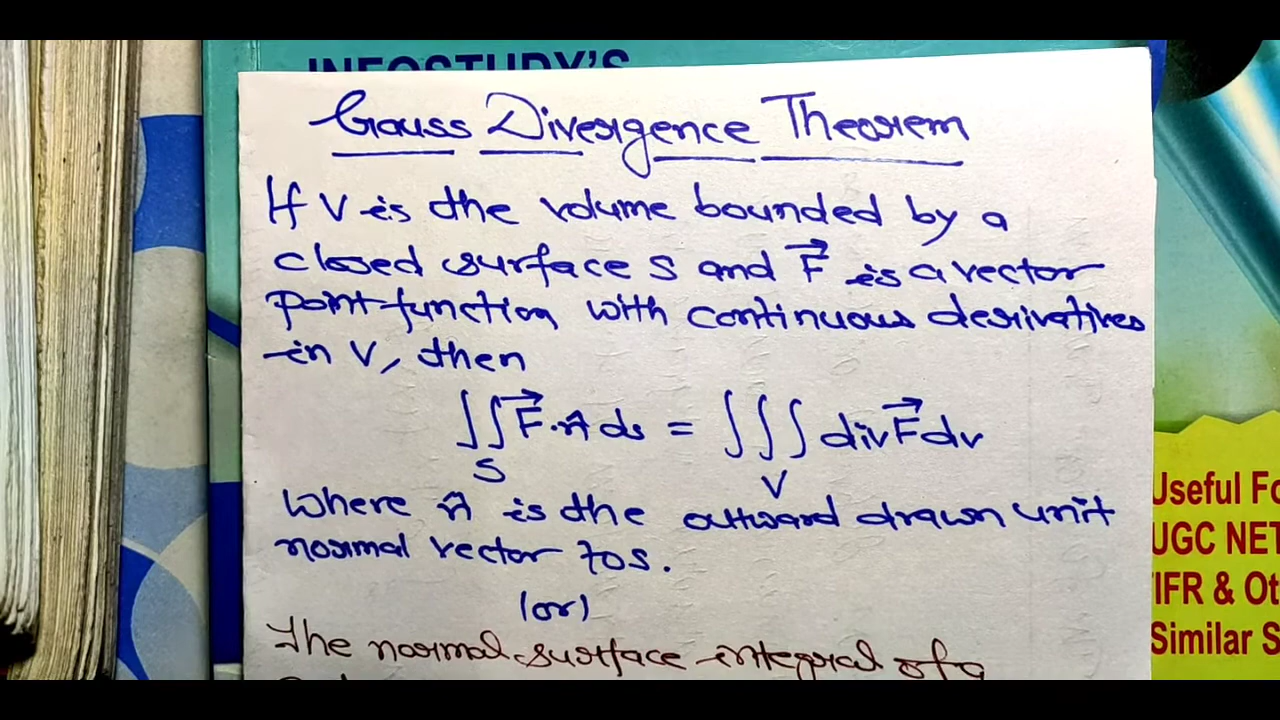 INFOSTUDY'S
Gauss Divergence Theorem
If V is the volume bounded by a
closed surface S and F⃗ is a vector
point function with continuous derivatives
in V, then
∬F⃗.n̂ ds = ∭ div F⃗ dv
S V
where n̂ is the outward drawn unit
normal vector to S.
(or)
The normal surface integral of a
Useful Fo
UGC NET
IFR & Ot
Similar S